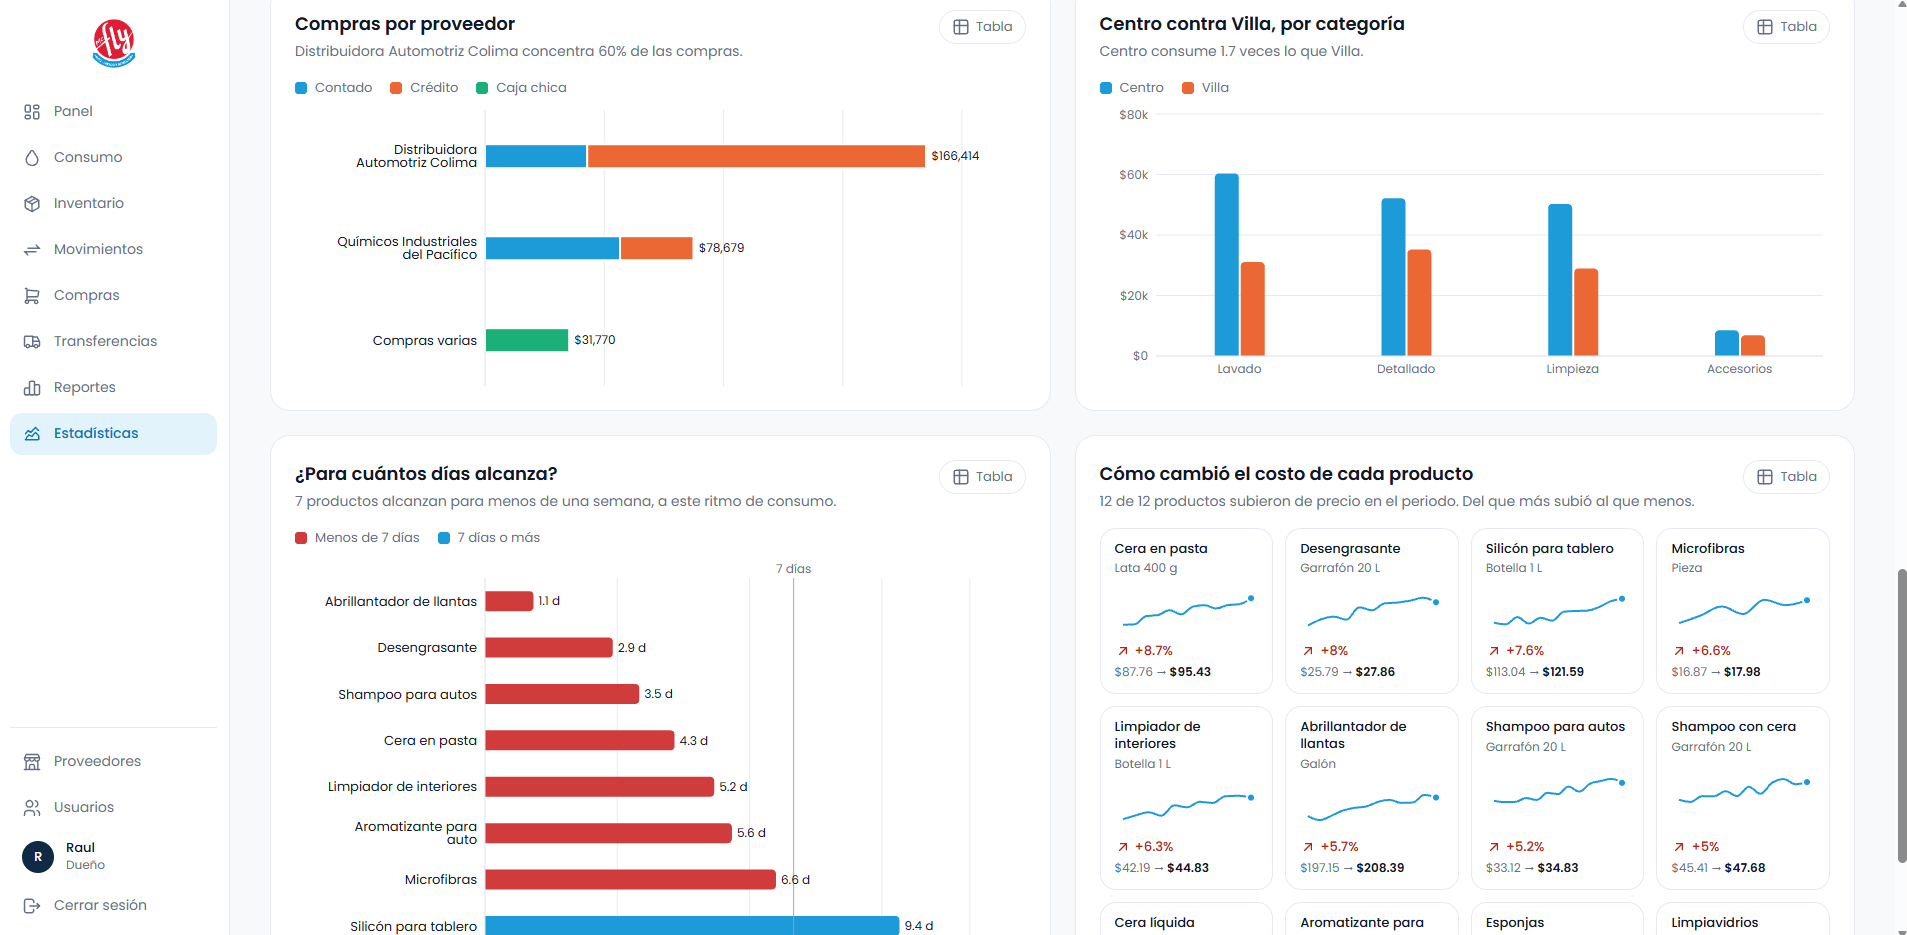 fly
Panel
Consumo
Inventario
Movimientos
Compras
Transferencias
Reportes
Estadísticas
Proveedores
Usuarios
R
Raul
Dueño
Cerrar sesión
Compras por proveedor
Tabla
Distribuidora Automotriz Colima concentra 60% de las compras.
Contado
Crédito
Caja chica
Distribuidora
Automotriz Colima
$166,414
Químicos Industriales
del Pacífico
$78,679
Compras varias
$31,770
Centro contra Villa, por categoría
Tabla
Centro consume 1.7 veces lo que Villa.
Centro
Villa
$80k
$60k
$40k
$20k
$0
Lavado
Detallado
Limpieza
Accesorios
¿Para cuántos días alcanza?
Tabla
7 productos alcanzan para menos de una semana, a este ritmo de consumo.
Menos de 7 días
7 días o más
7 días
Abrillantador de llantas
1.1 d
Desengrasante
2.9 d
Shampoo para autos
3.5 d
Cera en pasta
4.3 d
Limpiador de interiores
5.2 d
Aromatizante para
auto
5.6 d
Microfibras
6.6 d
Silicón para tablero
9.4 d
Cómo cambió el costo de cada producto
Tabla
12 de 12 productos subieron de precio en el periodo. Del que más subió al que menos.
Cera en pasta
Lata 400 g
+8.7%
$87.76 → $95.43
Desengrasante
Garrafón 20 L
+8%
$25.79 → $27.86
Silicón para tablero
Botella 1 L
+7.6%
$113.04 → $121.59
Microfibras
Pieza
+6.6%
$16.87 → $17.98
Limpiador de
interiores
Botella 1 L
+6.3%
$42.19 → $44.83
Abrillantador de
llantas
Galón
+5.7%
$197.15 → $208.39
Shampoo para autos
Garrafón 20 L
+5.2%
$33.12 → $34.83
Shampoo con cera
Garrafón 20 L
+5%
$45.41 → $47.68
Cera líquida
Aromatizante para
Esponjas
Limpiavidrios